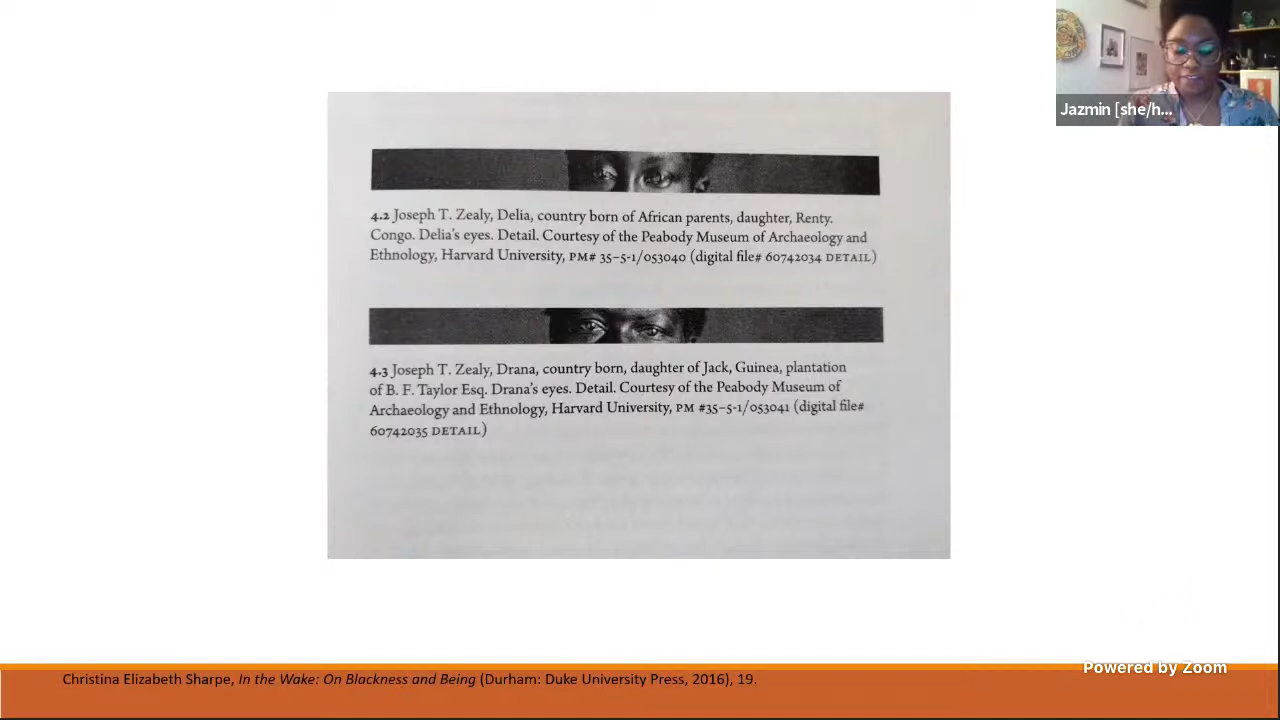 Jazmin [she/h...
4.2 Joseph T. Zealy, Delia, country born of African parents, daughter, Renty.
Congo. Delia's eyes. Detail. Courtesy of the Peabody Museum of Archaeology and
Ethnology, Harvard University, PM# 35–5-1/053040 (digital file# 60742034 DETAIL)
4.3 Joseph T. Zealy, Drana, country born, daughter of Jack, Guinea, plantation
of B. F. Taylor Esq. Drana's eyes. Detail. Courtesy of the Peabody Museum of
Archaeology and Ethnology, Harvard University, PM #35–5-1/053041 (digital file#
60742035 DETAIL)
Powered by Zoom
Christina Elizabeth Sharpe, In the Wake: On Blackness and Being (Durham: Duke University Press, 2016), 19.